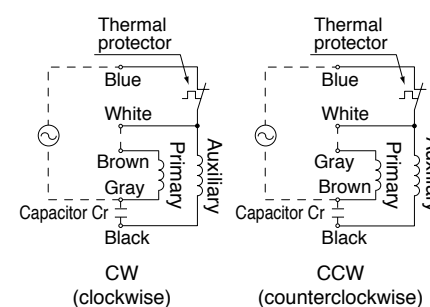 Thermal
protector
Blue
White
Brown
Primary
Auxiliary
Gray
Capacitor Cr
Black
CW
(clockwise)
Thermal
protector
Blue
White
Gray
Primary
Auxiliary
Brown
Capacitor Cr
Black
CCW
(counterclockwise)